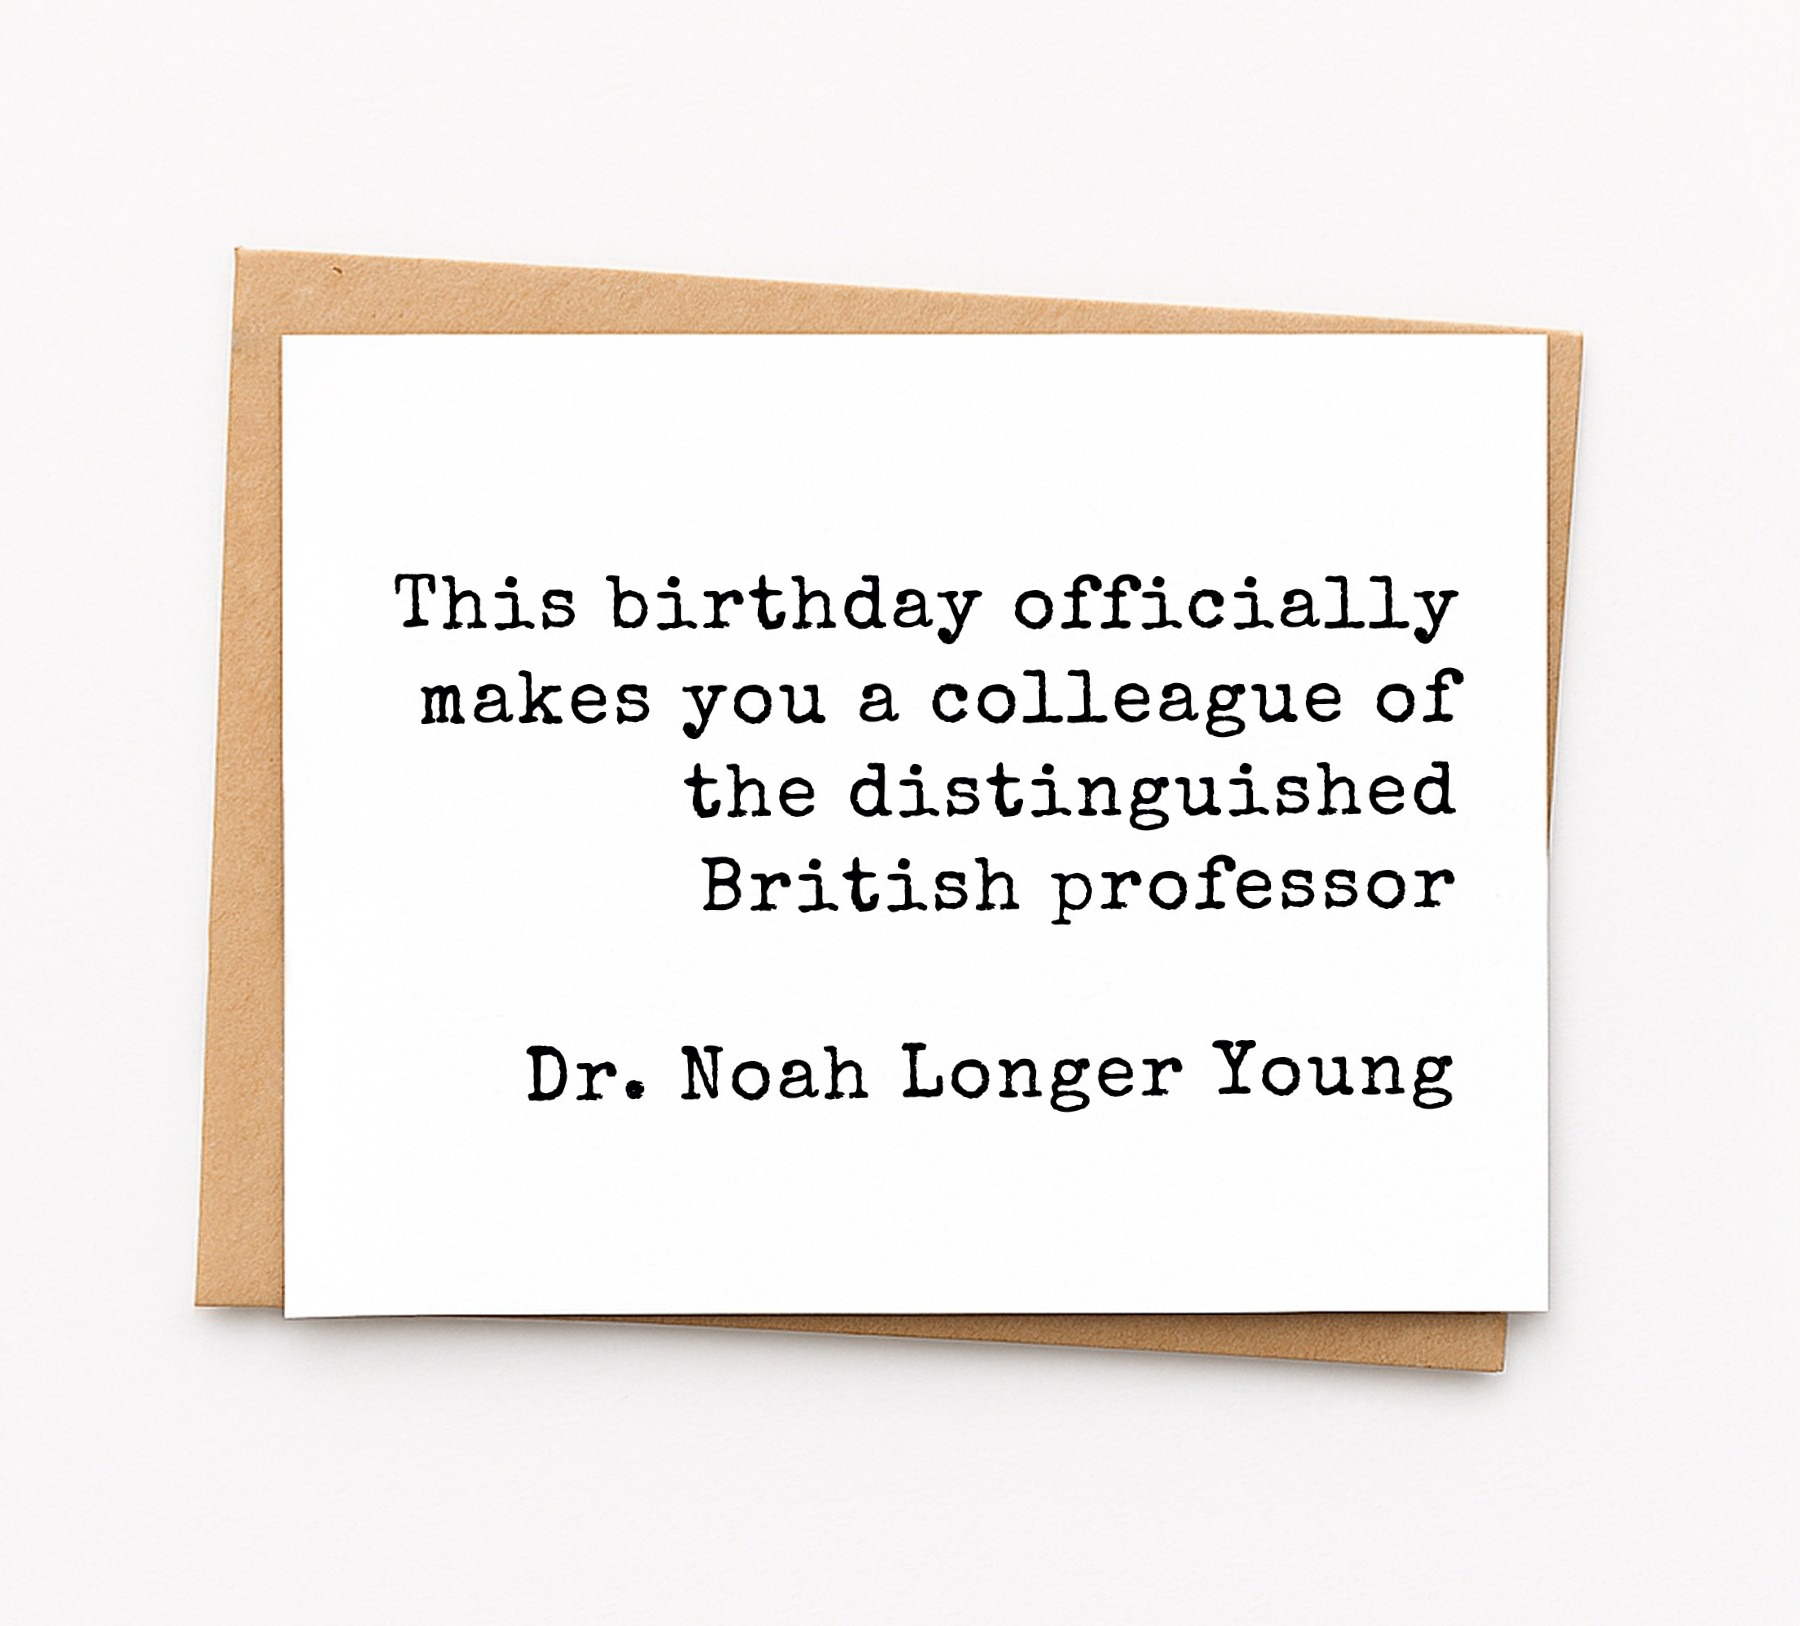 This birthday officially
makes you a colleague of
the distinguished
British professor
Dr. Noah Longer Young